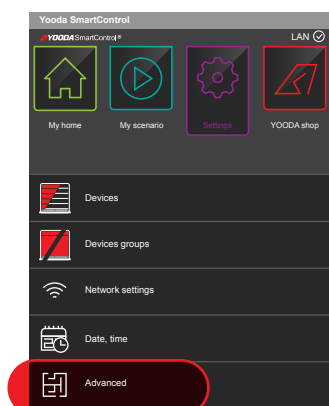 Yooda SmartControl
YOODA SmartControl®
LAN
My home
My scenario
Settings
YOODA shop
Devices
Devices groups
Network settings
Date, time
Advanced